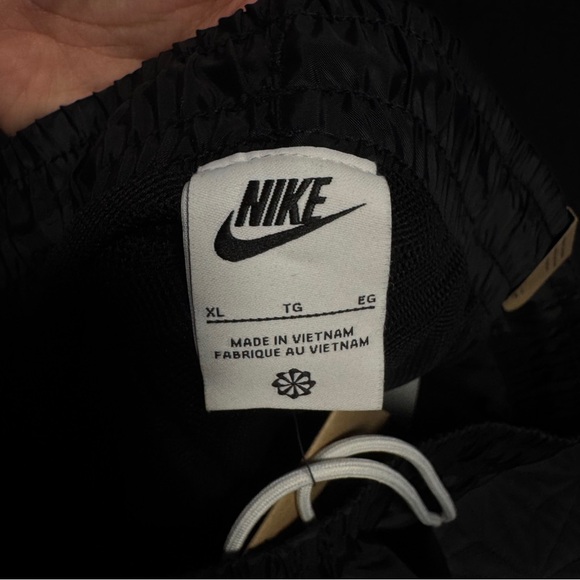 NIKE
XL TG EG
MADE IN VIETNAM
FABRIQUE AU VIETNAM